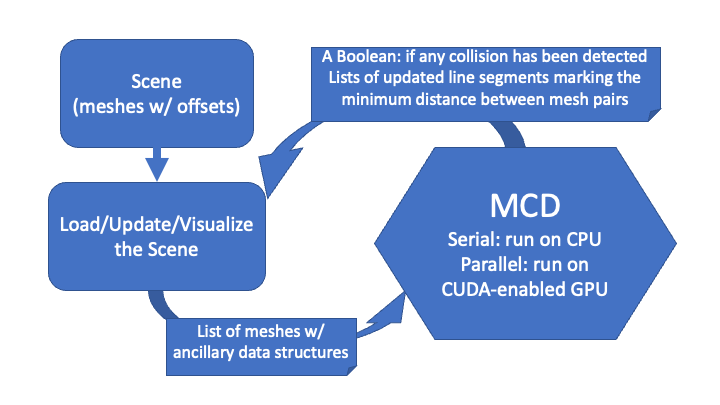 Scene
(meshes w/ offsets)
A Boolean: if any collision has been detected
Lists of updated line segments marking the
minimum distance between mesh pairs
Load/Update/Visualize
the Scene
MCD
Serial: run on CPU
Parallel: run on
CUDA-enabled GPU
List of meshes w/
ancillary data structures